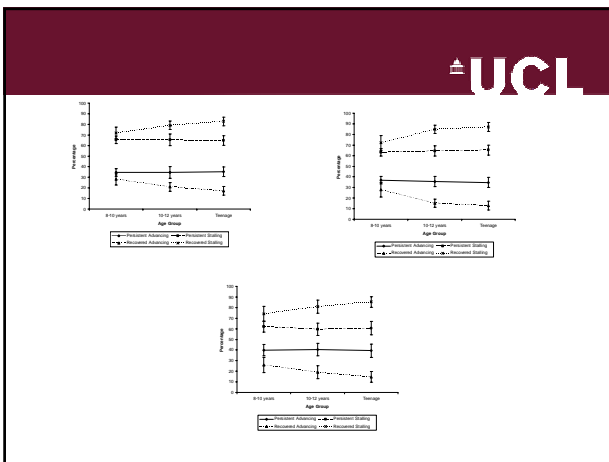 UCL
100
90
80
70
60
50
40
30
20
10
0
Percentage
8-10 years 10-12 years Teenage
Age Group
Persistent Advancing Persistent Stalling
Recovered Advancing Recovered Stalling
100
90
80
70
60
50
40
30
20
10
0
Percentage
8-10 years 10-12 years Teenage
Age Group
Persistent Advancing Persistent Stalling
Recovered Advancing Recovered Stalling
100
90
80
70
60
50
40
30
20
10
0
Percentage
8-10 years 10-12 years Teenage
Age Group
Persistent Advancing Persistent Stalling
Recovered Advancing Recovered Stalling